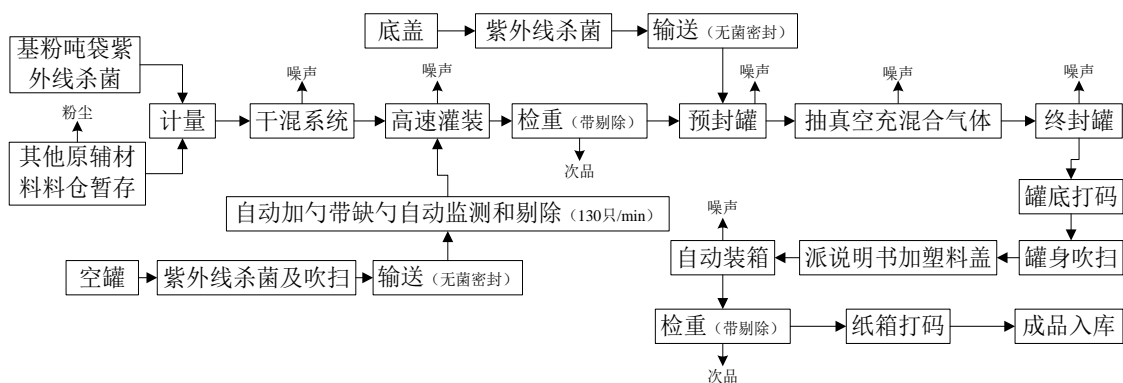 底盖
紫外线杀菌
输送（无菌密封）
基粉吨袋紫
外线杀菌
噪声
噪声
噪声
噪声
噪声
粉尘
计量
干混系统
高速灌装
检重（带剔除）
预封罐
抽真空充混合气体
终封罐
其他原辅材
料料仓暂存
次品
自动加勺带缺勺自动监测和剔除（130只/min）
罐底打码
噪声
空罐
紫外线杀菌及吹扫
输送（无菌密封）
自动装箱
派说明书加塑料盖
罐身吹扫
检重（带剔除）
纸箱打码
成品入库
次品